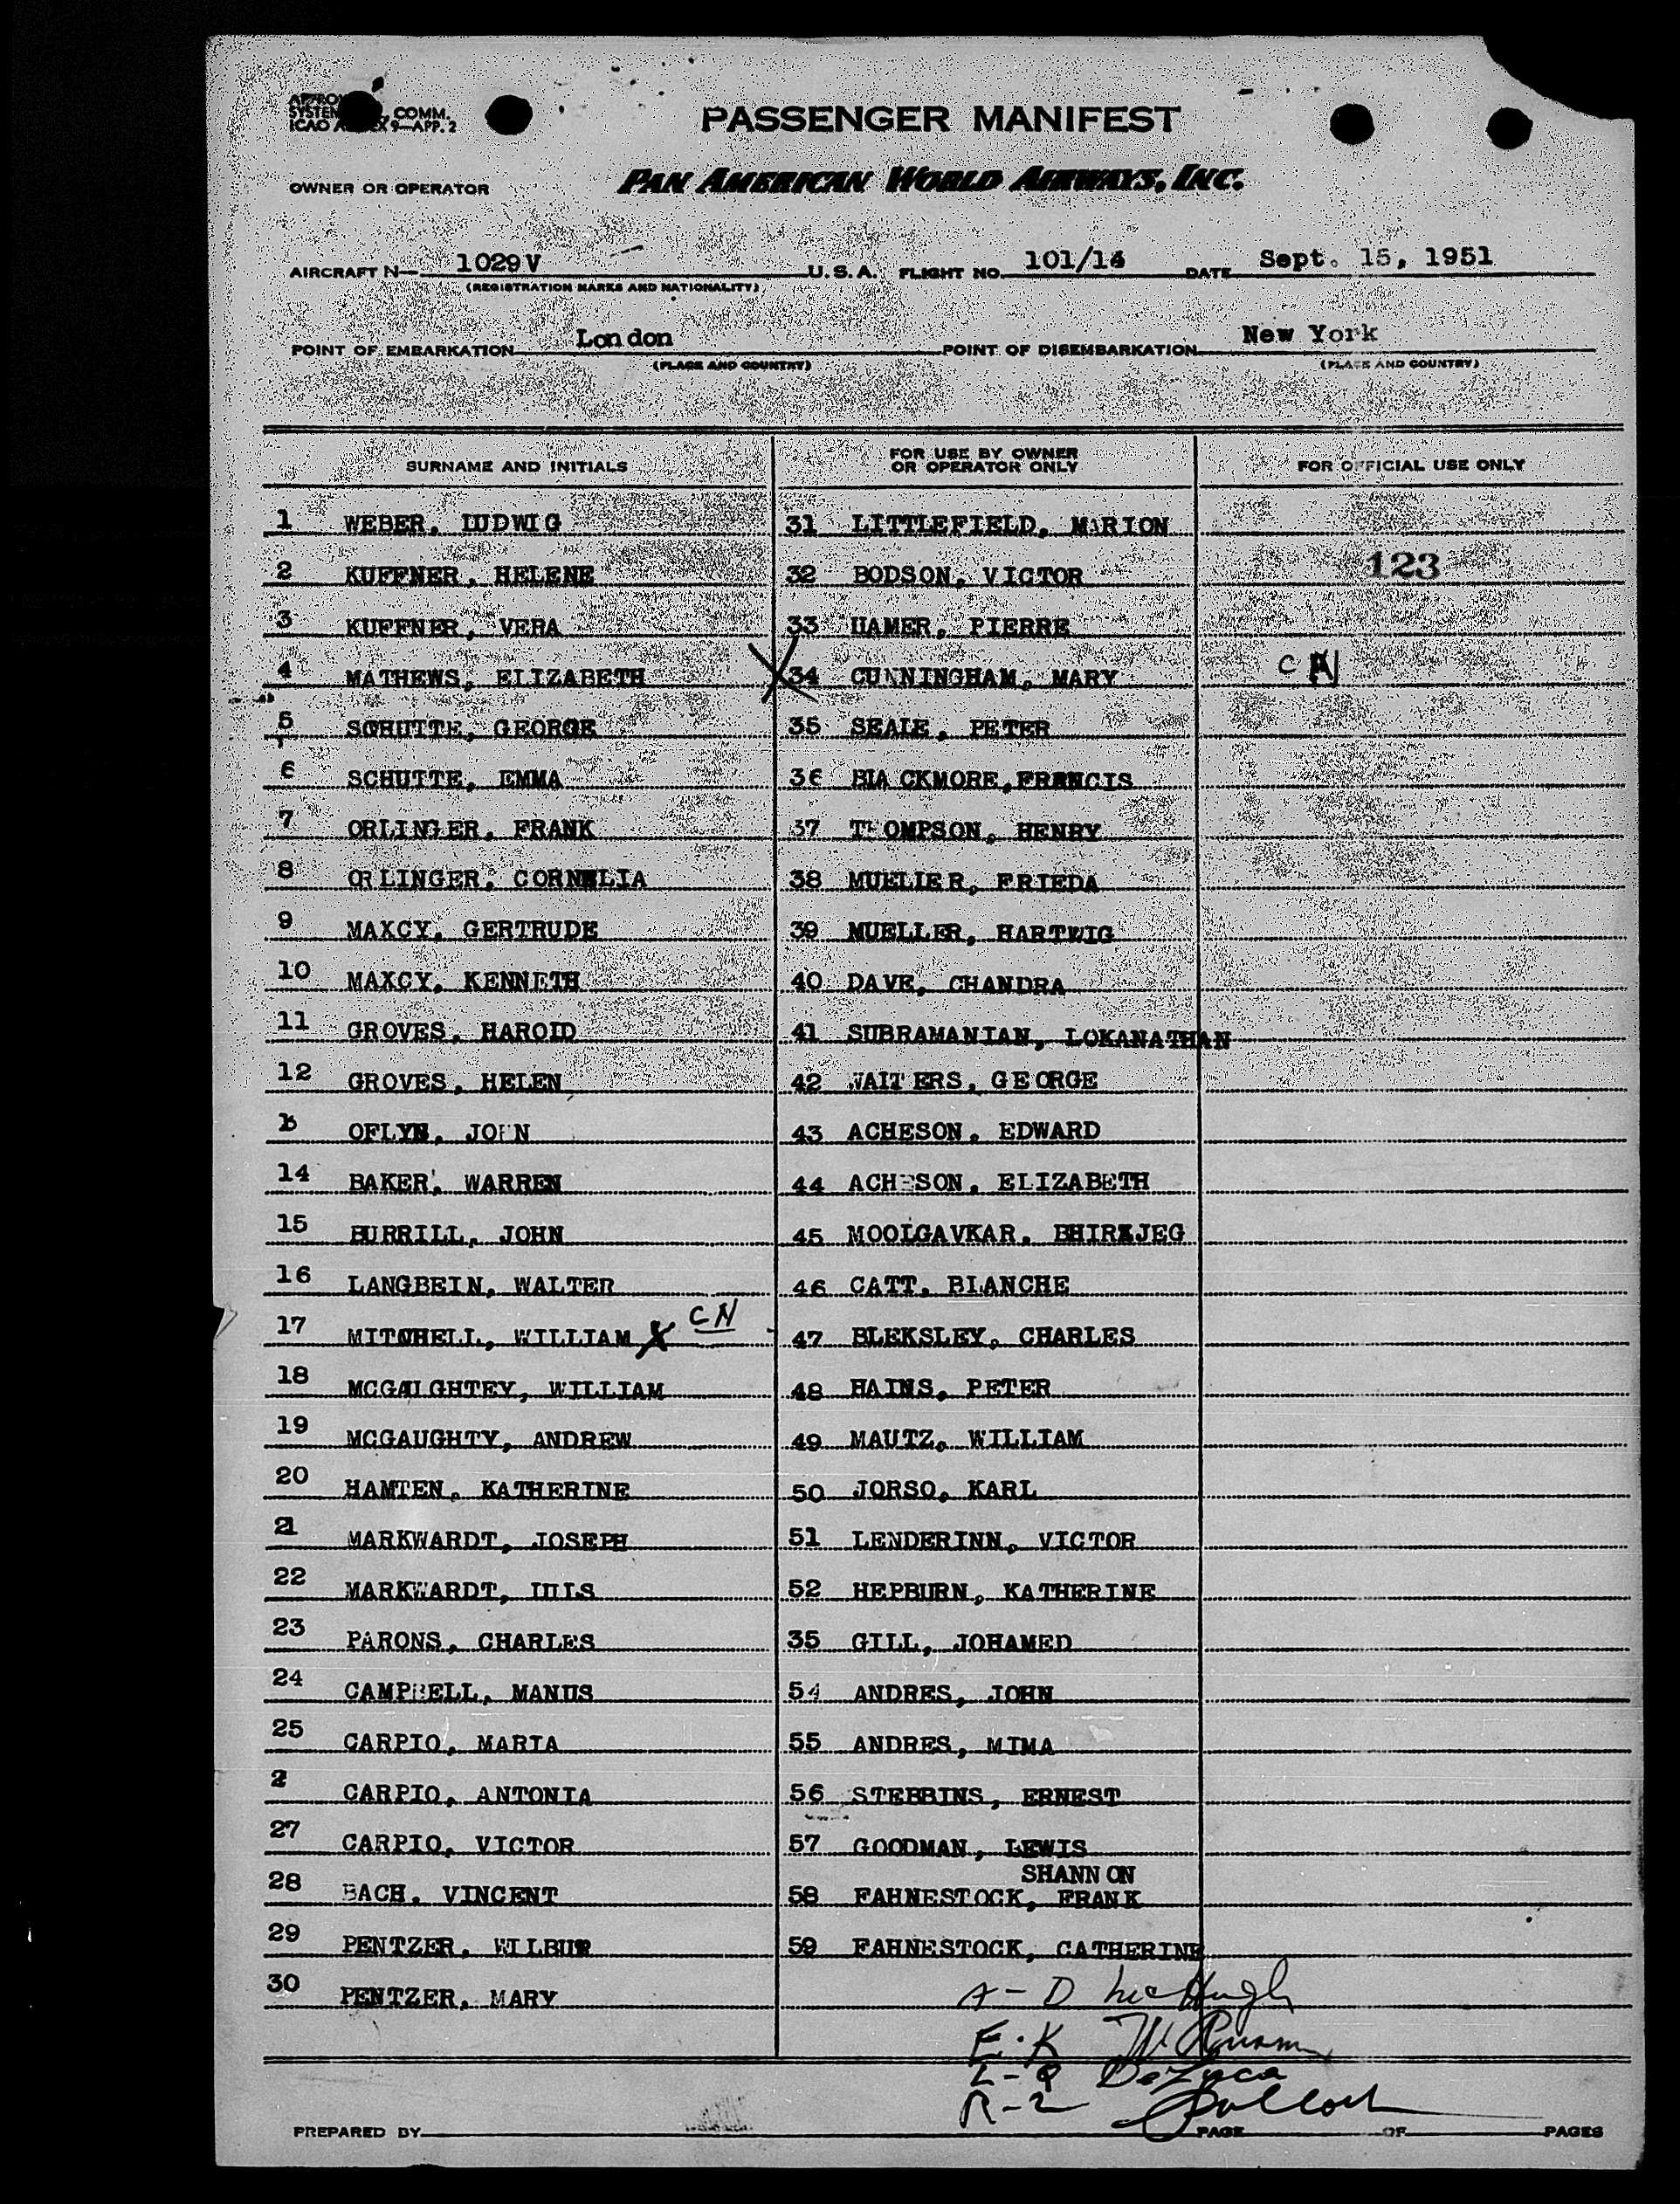 COMM.
ICAO 9-APP. 2
PASSENGER MANIFEST
OWNER OR OPERATOR PAN AMERICAN WORLD AIRWAYS, INC.
AIRCRAFT N— 1029V U.S.A. FLIGHT NO. 101/14 DATE Sept. 15, 1951
(REGISTRATION MARKS AND NATIONALITY)
POINT OF EMBARKATION London POINT OF DISEMBARKATION New York
(PLACE AND COUNTRY) (PLACE AND COUNTRY)
SURNAME AND INITIALS FOR USE BY OWNER OR OPERATOR ONLY FOR OFFICIAL USE ONLY
1 WEBER, LUDWIG 31 LITTLEFIELD, MARION
2 KUFFNER, HELENE 32 BODSON, VICTOR 123
3 KUFFNER, VERA 33 HAMER, PIERRE
4 MATHEWS, ELIZABETH X 34 CUNNINGHAM, MARY CN
5 SCHUTTE, GEORGE 35 SEALE, PETER
6 SCHUTTE, EMMA 36 BLACKMORE, FRANCIS
7 ORLINGER, FRANK 37 THOMPSON, HENRY
8 ORLINGER, CORNELIA 38 MUELLER, FRIEDA
9 MAXCY, GERTRUDE 39 MUELLER, HARTWIG
10 MAXCY, KENNETH 40 DAVE, CHANDRA
11 GROVES, HAROLD 41 SUBRAMANIAN, LOKANATHAN
12 GROVES, HELEN 42 WALTERS, GEORGE
OFLYN, JOHN 43 ACHESON, EDWARD
14 BAKER, WARREN 44 ACHESON, ELIZABETH
15 BURRILL, JOHN 45 MOOLGAVKAR, BHIRAJEG
16 LANGBEIN, WALTER 46 CATT, BLANCHE
17 MITCHELL, WILLIAM X CN 47 BLEKSLEY, CHARLES
18 MCGAUGHTEY, WILLIAM 48 HAINS, PETER
19 MCGAUGHTY, ANDREW 49 MAUTZ, WILLIAM
20 HAMTEN, KATHERINE 50 JORSO, KARL
21 MARKWARDT, JOSEPH 51 LENDERINN, VICTOR
22 MARKWARDT, 52 HEPBURN, KATHERINE
23 PARONS, CHARLES 35 GILL, JOHAMED
24 CAMPBELL, MANUS 54 ANDRES, JOHN
25 CARPIO, MARIA 55 ANDRES, MIMA
2 CARPIO, ANTONIA 56 STEBBINS, ERNEST
27 CARPIO, VICTOR 57 GOODMAN, LEWIS
SHANNON
28 BACH, VINCENT 58 FAHNESTOCK, FRANK
29 PENTZER, WILBUR 59 FAHNESTOCK, CATHERINE
30 PENTZER, MARY
A-D McHugh
E-K
L-Q DeLuca
R-Z
PREPARED BY PAGE OF PAGES